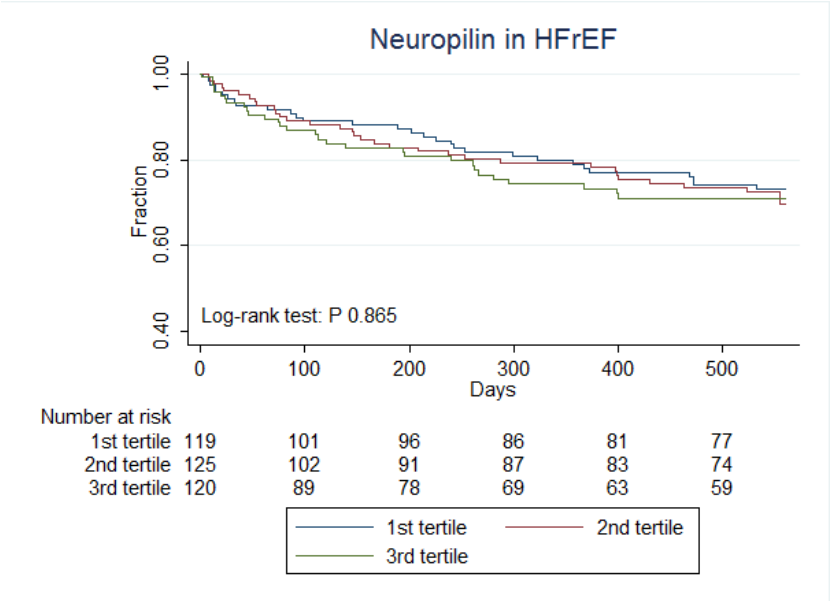 Neuropilin in HFrEF
1.00
0.80
0.60
0.40
Fraction
Log-rank test: P 0.865
0 100 200 300 400 500
Days
Number at risk
1st tertile 119 101 96 86 81 77
2nd tertile 125 102 91 87 83 74
3rd tertile 120 89 78 69 63 59
1st tertile 2nd tertile
3rd tertile